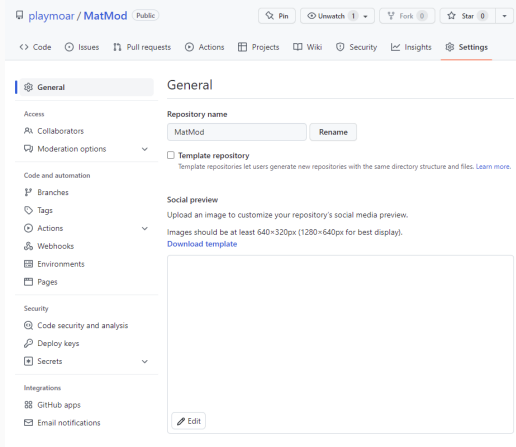 playmoar / MatMod Public
Pin Unwatch 1 Fork 0 Star 0
Code Issues Pull requests Actions Projects Wiki Security Insights Settings
General
Access
Collaborators
Moderation options
Code and automation
Branches
Tags
Actions
Webhooks
Environments
Pages
Security
Code security and analysis
Deploy keys
Secrets
Integrations
GitHub apps
Email notifications
General
Repository name
MatMod Rename
Template repository
Template repositories let users generate new repositories with the same directory structure and files. Learn more.
Social preview
Upload an image to customize your repository's social media preview.
Images should be at least 640×320px (1280×640px for best display).
Download template
Edit